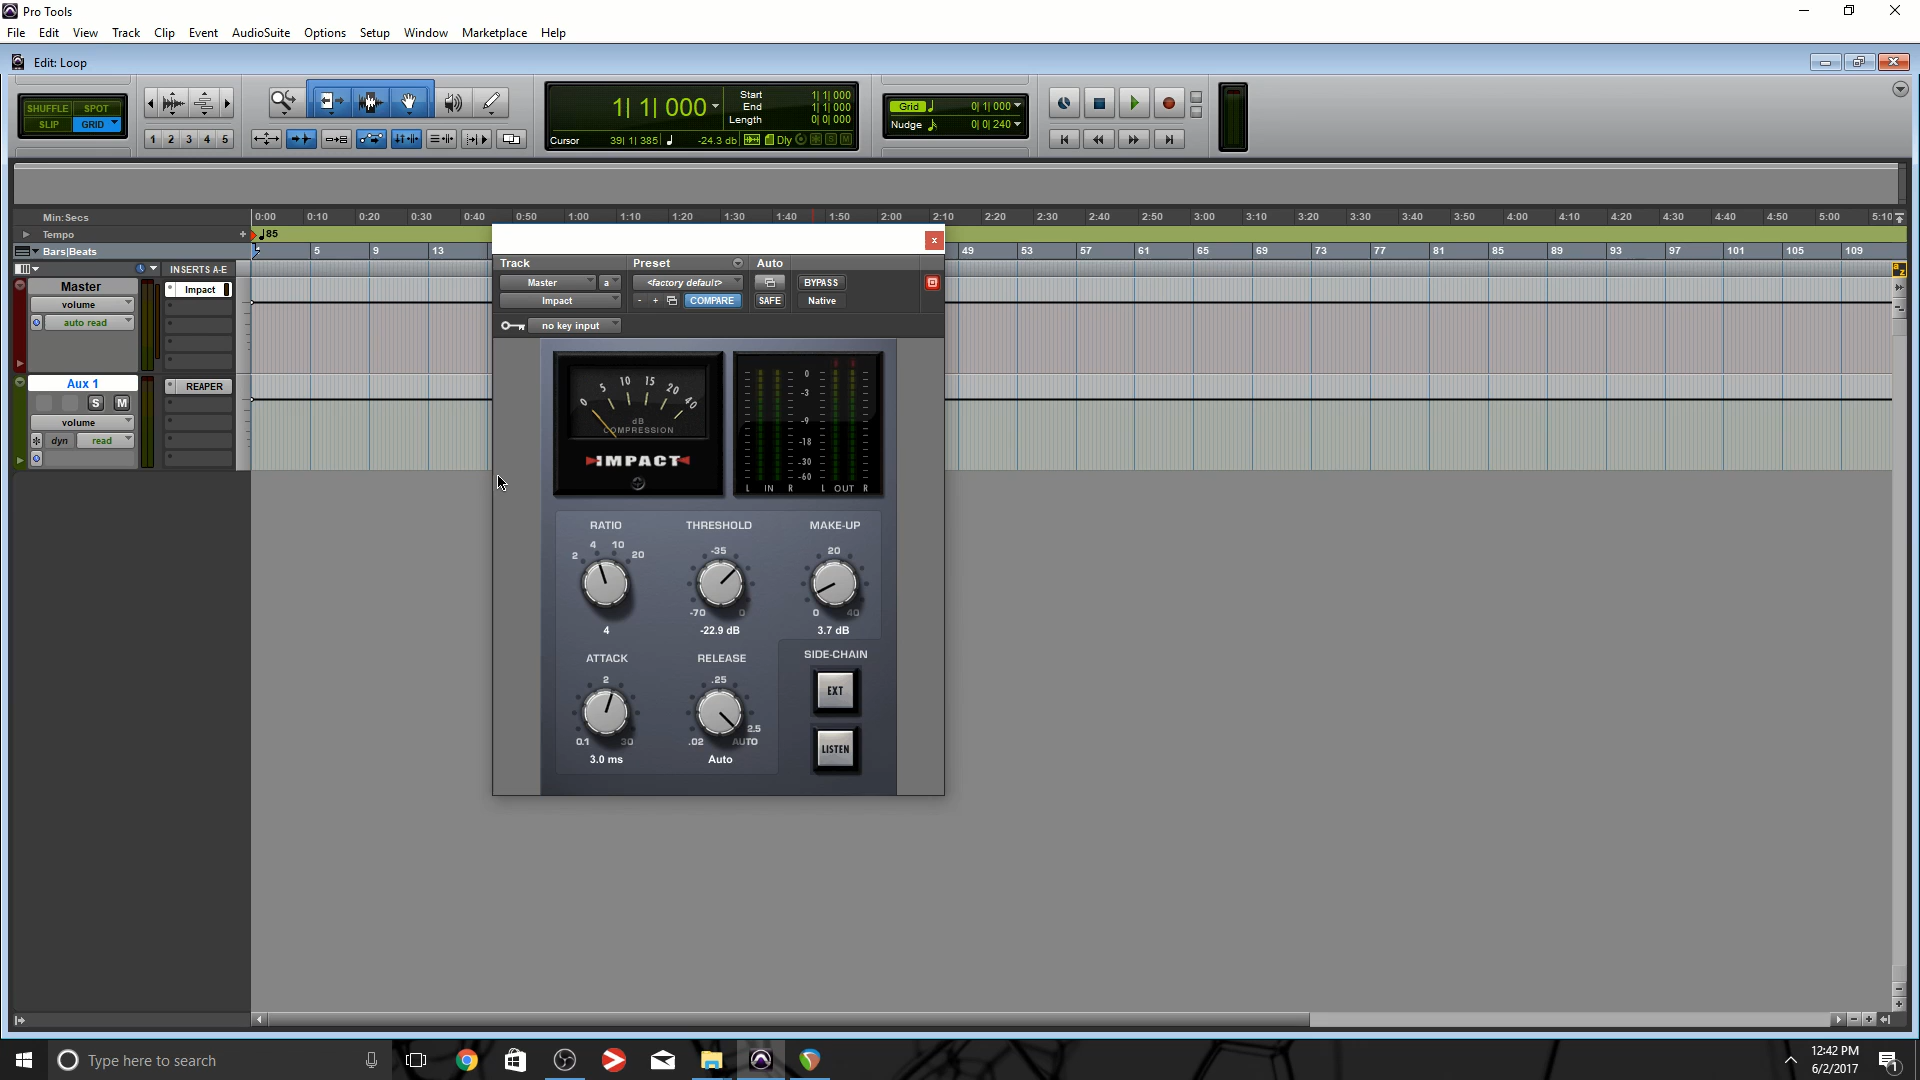 Pro Tools
File Edit View Track Clip Event AudioSuite Options Setup Window Marketplace Help
Edit: Loop
SHUFFLE SPOT
SLIP GRID
1 2 3 4 5
1| 1| 000
Start 1| 1| 000
End 1| 1| 000
Length 0| 0| 000
Cursor 39| 1| 385 -24.3 db Dly S M
Grid 0| 1| 000
Nudge 0| 0| 240
Min:Secs 0:00 0:10 0:20 0:30 0:40 0:50 1:00 1:10 1:20 1:30 1:40 1:50 2:00 2:10 2:20 2:30 2:40 2:50 3:00 3:10 3:20 3:30 3:40 3:50 4:00 4:10 4:20 4:30 4:40 4:50 5:00 5:10
Tempo + 85
Bars|Beats 5 9 13 49 53 57 61 65 69 73 77 81 85 89 93 97 101 105 109
INSERTS A-E
Master
Impact
volume
auto read
Aux 1
REAPER
S M
volume
dyn read
Track Preset Auto
Master a <factory default> BYPASS
Impact - + COMPARE SAFE Native
no key input
0 5 10 15 20 40
dB
COMPRESSION
IMPACT
0
-3
-9
-18
-30
-60
L IN R L OUT R
RATIO THRESHOLD MAKE-UP
2 4 10 20
-35
20
-70 0
0 40
4 -22.9 dB 3.7 dB
ATTACK RELEASE SIDE-CHAIN
2 .25
EXT
2.5
0.1 30 .02 AUTO
LISTEN
3.0 ms Auto
Type here to search
12:42 PM
6/2/2017
1